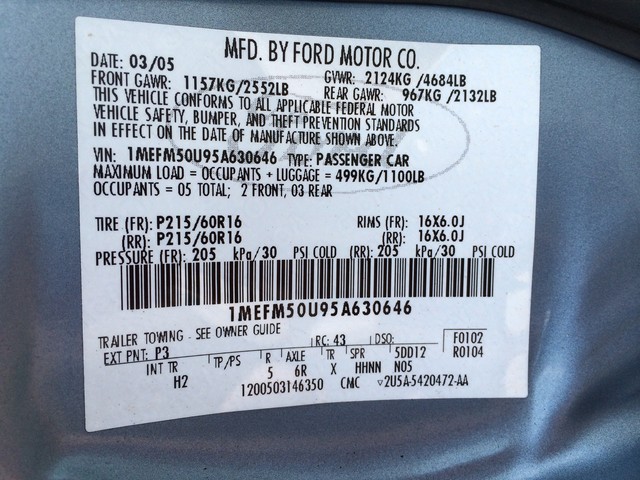 MFD. BY FORD MOTOR CO.
DATE: 03/05 GVWR: 2124KG /4684LB
FRONT GAWR: 1157KG/2552LB REAR GAWR: 967KG/2132LB
THIS VEHICLE CONFORMS TO ALL APPLICABLE FEDERAL MOTOR
VEHICLE SAFETY, BUMPER, AND THEFT PREVENTION STANDARDS
IN EFFECT ON THE DATE OF MANUFACTURE SHOWN ABOVE.
VIN: 1MEFM50U95A630646 TYPE: PASSENGER CAR
MAXIMUM LOAD = OCCUPANTS + LUGGAGE = 499KG/1100LB
OCCUPANTS = 05 TOTAL; 2 FRONT, 03 REAR
TIRE (FR): P215/60R16 RIMS (FR): 16X6.0J
(RR): P215/60R16 (RR): 16X6.0J
PRESSURE (FR): 205 kPa/30 PSI COLD (RR): 205 kPa/30 PSI COLD
1MEFM50U95A630646
TRAILER TOWING - SEE OWNER GUIDE
EXT PNT: P3 RC: 43 DSO: F0102
R0104
INT TR TP/PS R AXLE TR SPR 5DD12
H2 5 6R X HHNN N05
1200503146350 CMC ▽2U5A-5420472-AA
Ford